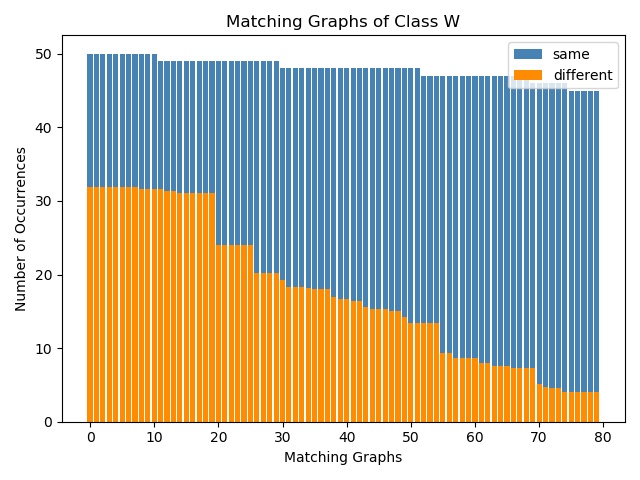 Matching Graphs of Class W
same
different
Number of Occurrences
50
40
30
20
10
0
0 10 20 30 40 50 60 70 80
Matching Graphs